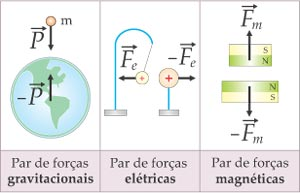 m
P
-P
Par de forças
gravitacionais
Fe
-Fe
+
+
Par de forças
elétricas
Fm
S
N
N
S
-Fm
Par de forças
magnéticas